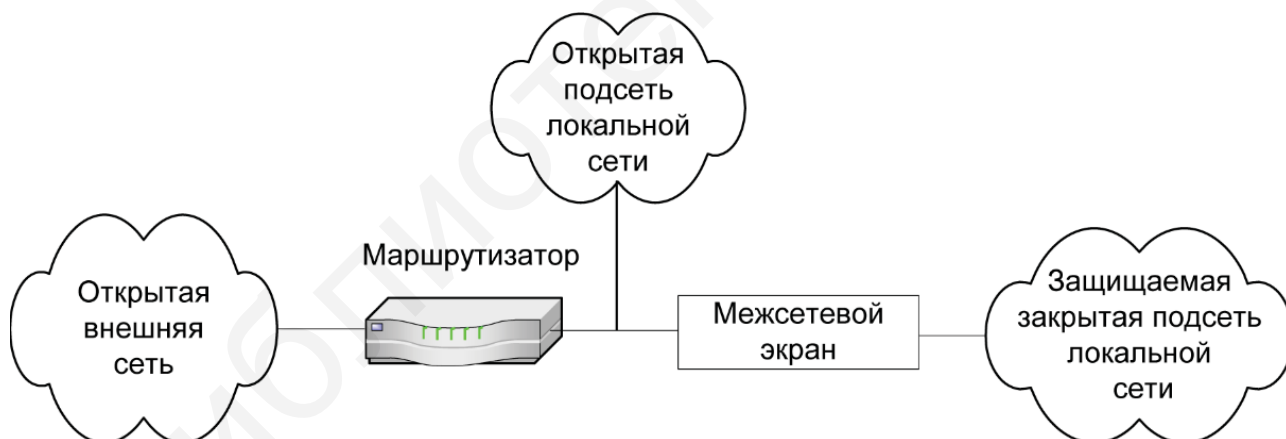 Открытая
подсеть
локальной
сети
Маршрутизатор
Открытая
внешняя
сеть
Межсетевой
экран
Защищаемая
закрытая подсеть
локальной
сети